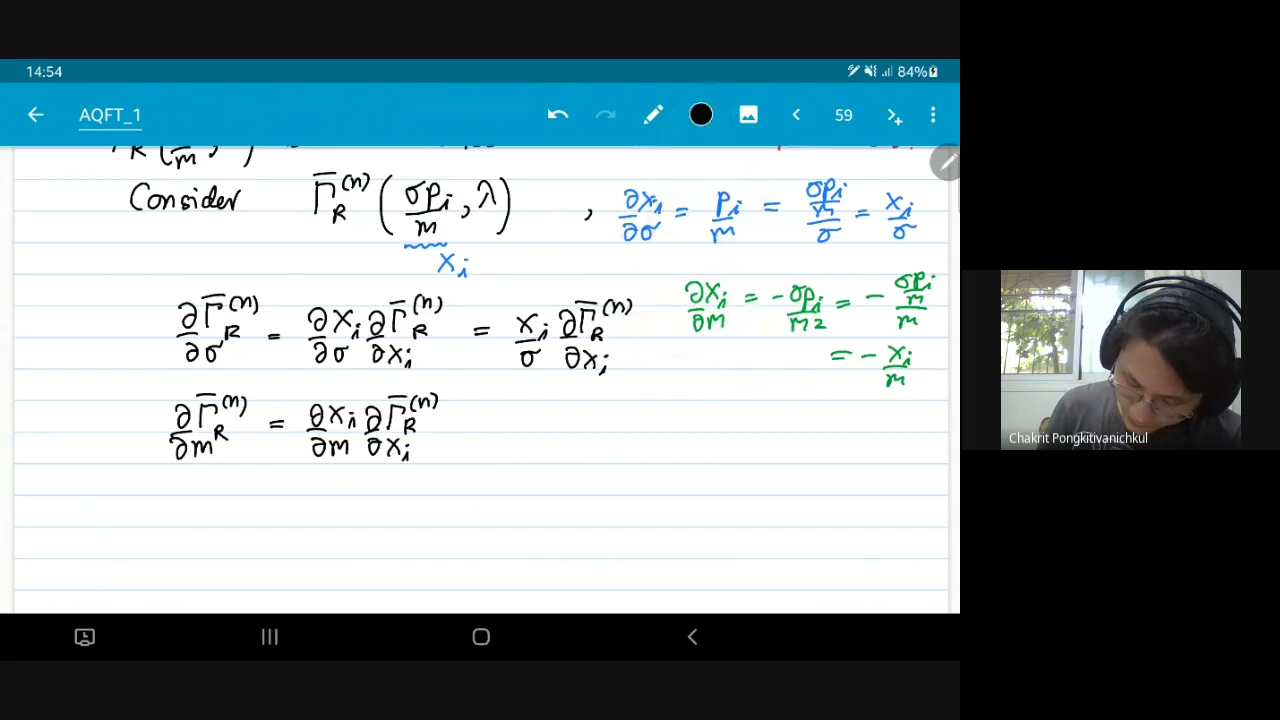 14:54
84%
AQFT_1
59
Γ_R ( /m , )
Consider Γ̅_R^(n) ( σp_i/m , λ ) , ∂x_i/∂σ = p_i/m = (σp_i/m)/σ = x_i/σ
x_i
∂Γ̅_R^(n)/∂σ = ∂x_i/∂σ ∂Γ̅_R^(n)/∂x_i = x_i/σ ∂Γ̅_R^(n)/∂x_i
∂x_i/∂m = -σp_i/m² = - (σp_i/m)/m
= - x_i/m
∂Γ̅_R^(n)/∂m = ∂x_i/∂m ∂Γ̅_R^(n)/∂x_i
Chakrit Pongkitivanichkul